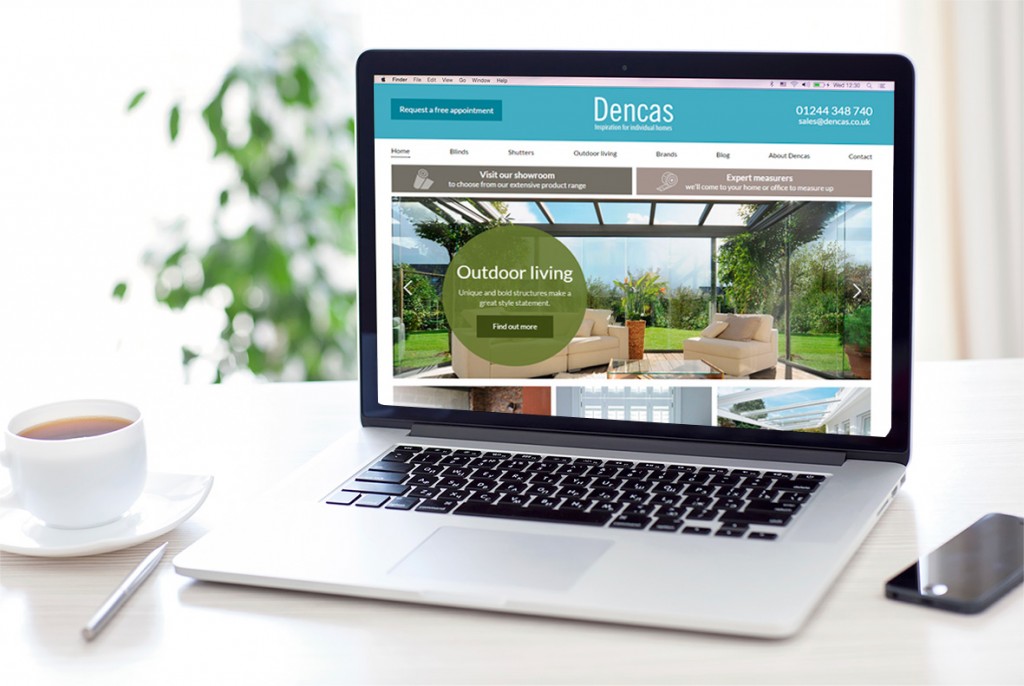 Finder File Edit View Go Window Help
Wed 12:30
Request a free appointment
Dencas
Inspiration for individual homes
01244 348 740
sales@dencas.co.uk
Home Blinds Shutters Outdoor living Brands Blog About Dencas Contact
Visit our showroom
to choose from our extensive product range
Expert measurers
we'll come to your home or office to measure up
Outdoor living
Unique and bold structures make a
great style statement.
Find out more